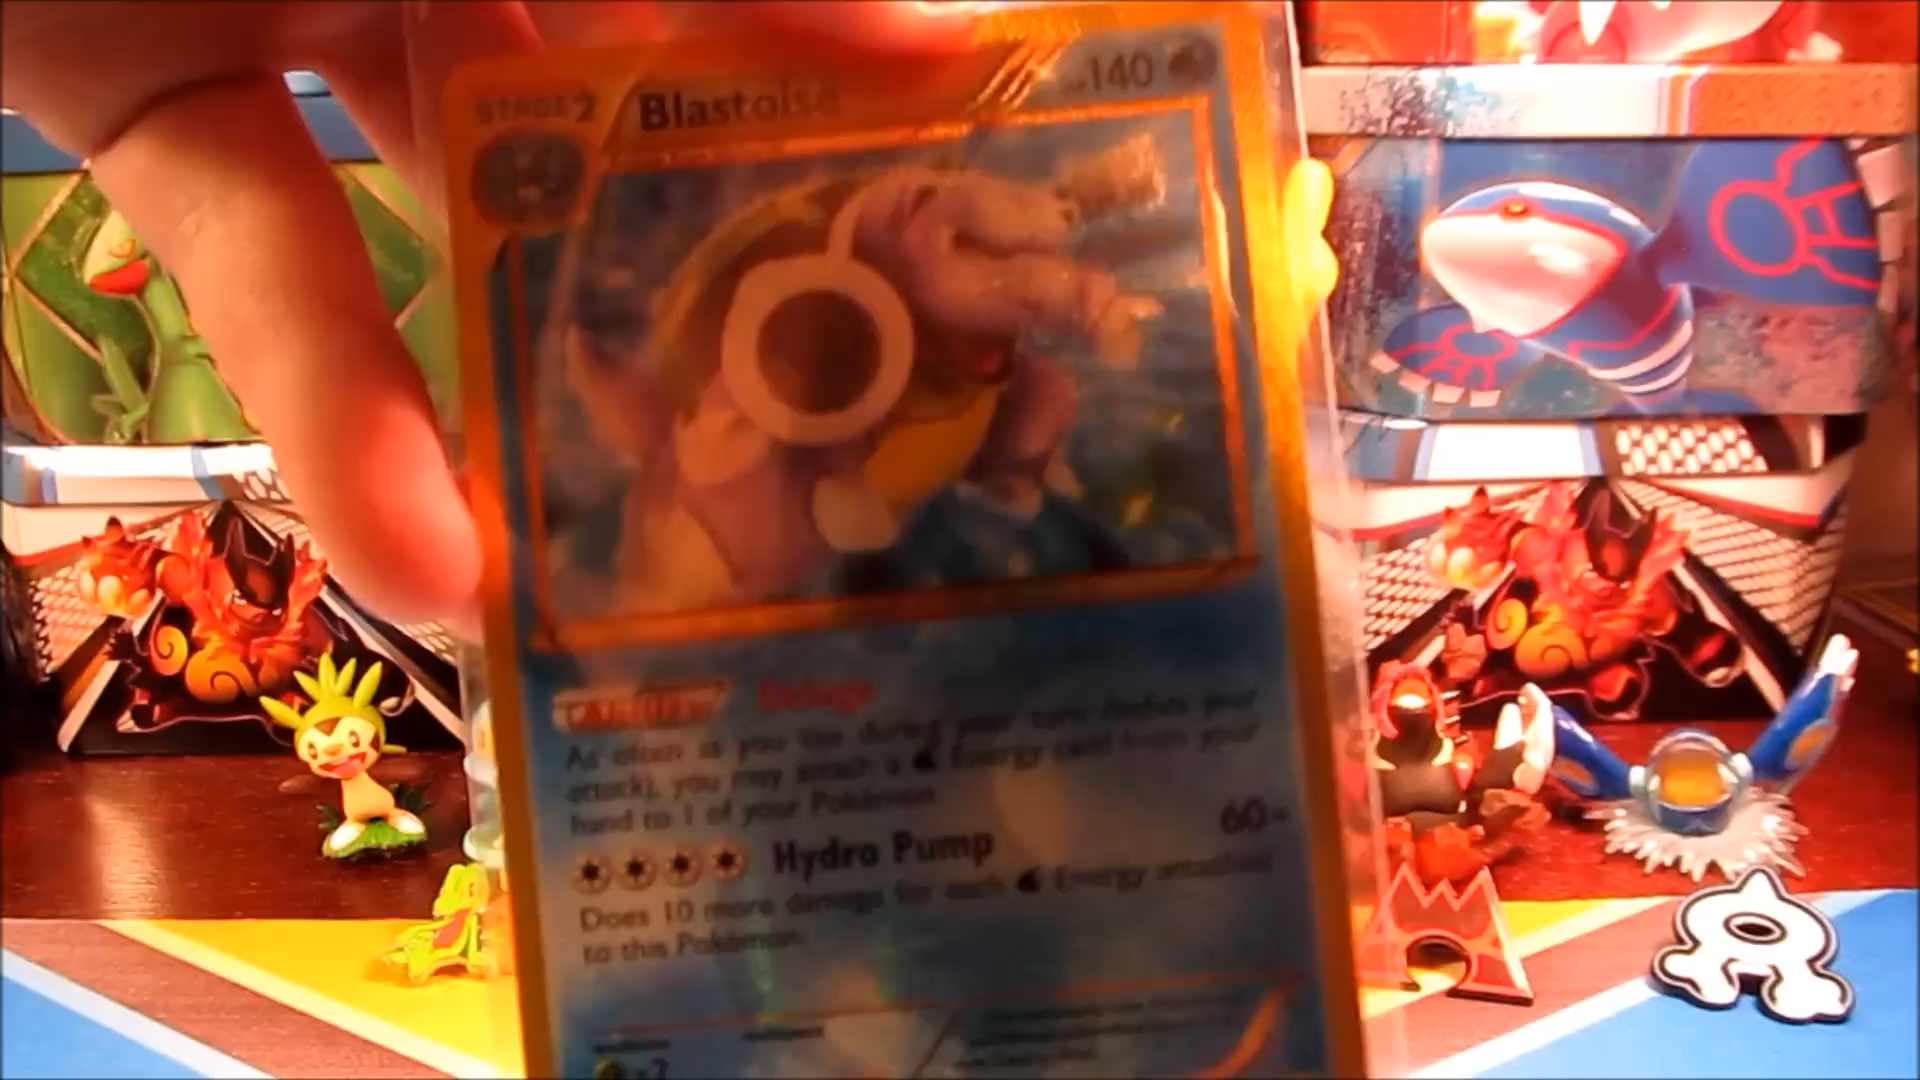 STAGE2 Blastoise 140
ABILITY Deluge
As often as you like during your turn (before your
attack), you may attach a Energy card from your
hand to 1 of your Pokémon.
Hydro Pump 60+
Does 10 more damage for each Energy attached
to this Pokémon.
×2